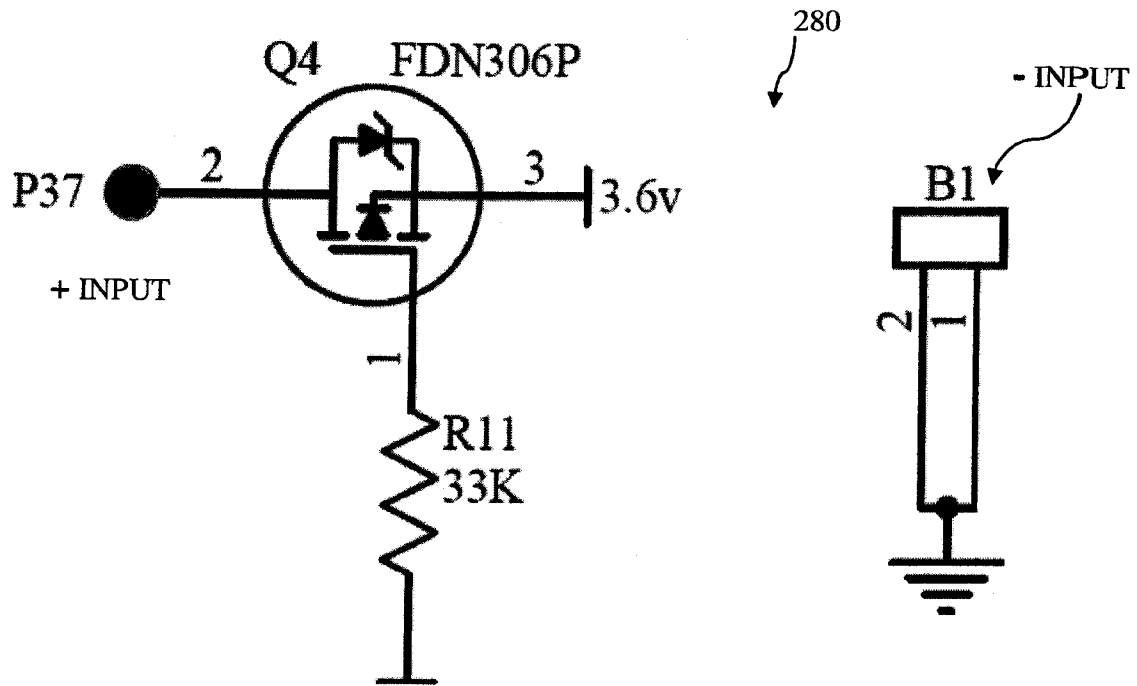 280
Q4 FDN306P
- INPUT
P37
2
3
3.6v
B1
+ INPUT
2
1
1
R11
33K